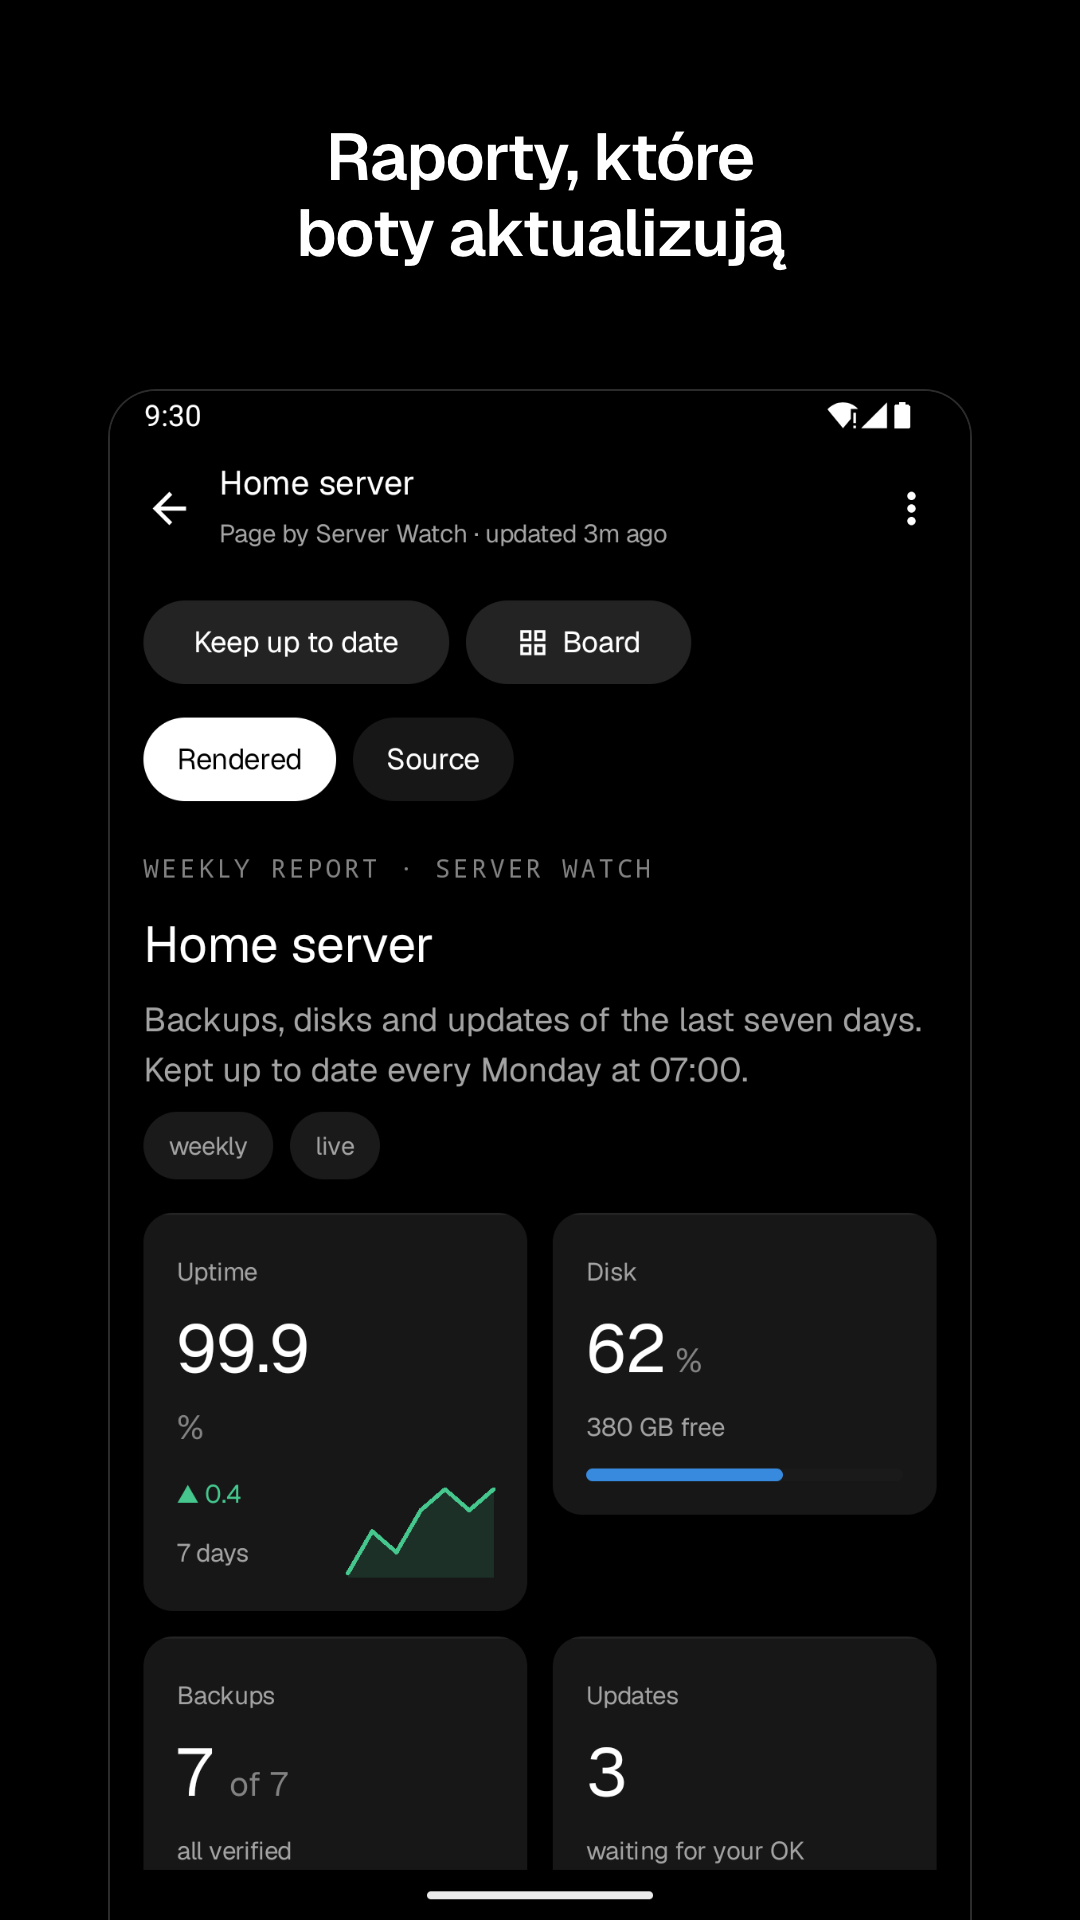 Raporty, które
boty aktualizują
9:30
Home server
Page by Server Watch · updated 3m ago
Keep up to date
Board
Rendered
Source
WEEKLY REPORT · SERVER WATCH
Home server
Backups, disks and updates of the last seven days.
Kept up to date every Monday at 07:00.
weekly
live
Uptime
99.9
%
▲ 0.4
7 days
Disk
62 %
380 GB free
Backups
7 of 7
all verified
Updates
3
waiting for your OK